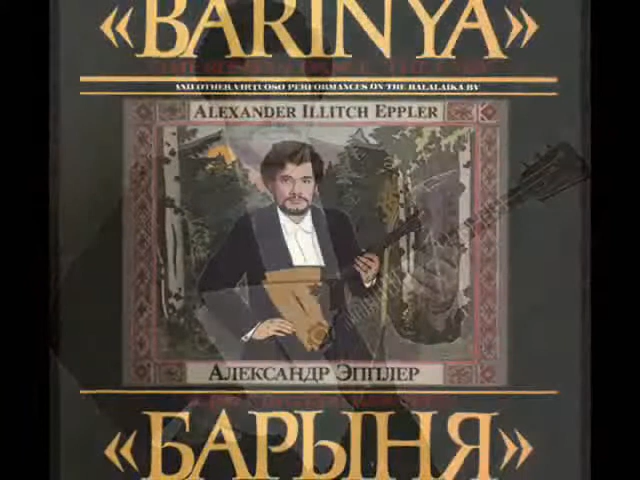 «BARINYA»
AND OTHER VIRTUOSO PERFORMANCES ON THE BALALAIKA BY
ALEXANDER ILLITCH EPPLER
АЛЕКСАНДР ЭППЛЕР
«БАРЫНЯ»